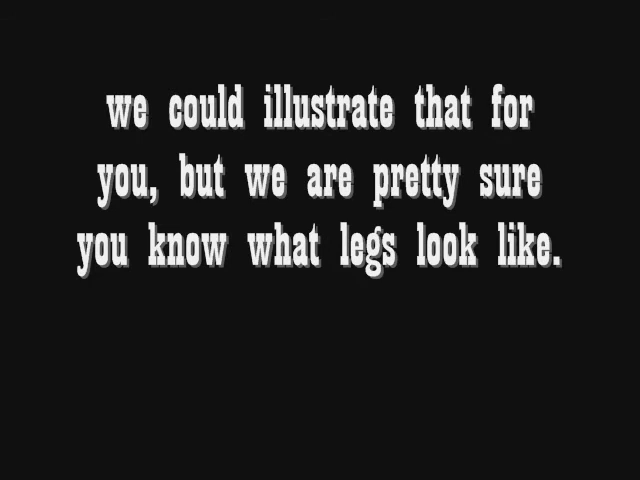 we could illustrate that for
you, but we are pretty sure
you know what legs look like.